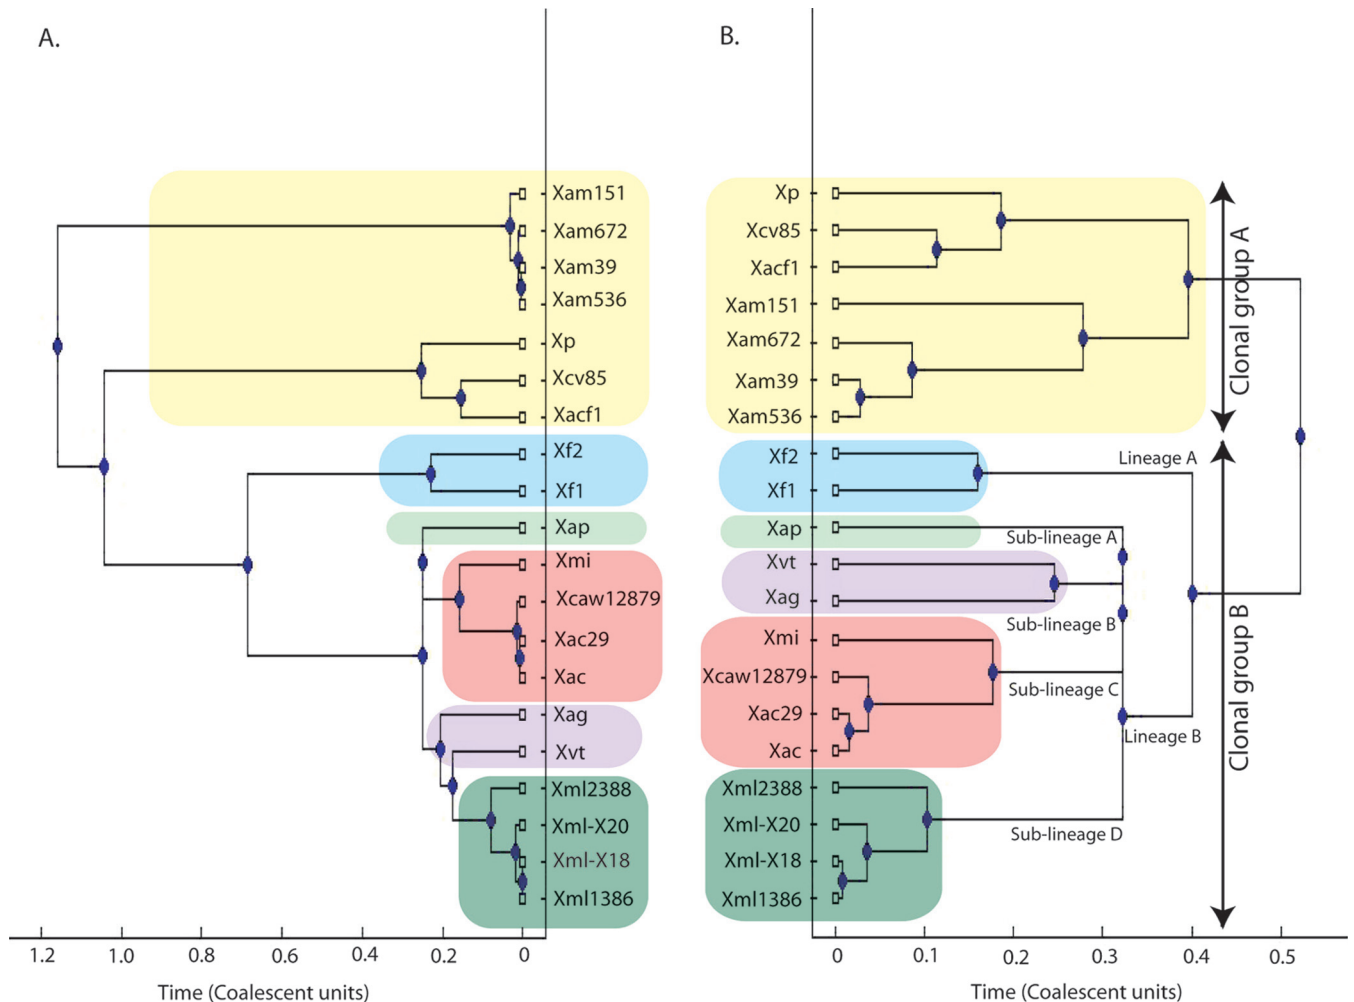 A.
Xam151
Xam672
Xam39
Xam536
Xp
Xcv85
Xacf1
Xf2
Xf1
Xap
Xmi
Xcaw12879
Xac29
Xac
Xag
Xvt
Xml2388
Xml-X20
Xml-X18
Xml1386
1.2 1.0 0.8 0.6 0.4 0.2 0
Time (Coalescent units)
B.
Xp
Xcv85
Xacf1
Xam151
Xam672
Xam39
Xam536
Xf2
Xf1
Xap
Xvt
Xag
Xmi
Xcaw12879
Xac29
Xac
Xml2388
Xml-X20
Xml-X18
Xml1386
Lineage A
Sub-lineage A
Sub-lineage B
Sub-lineage C
Lineage B
Sub-lineage D
Clonal group A
Clonal group B
0 0.1 0.2 0.3 0.4 0.5
Time (Coalescent units)